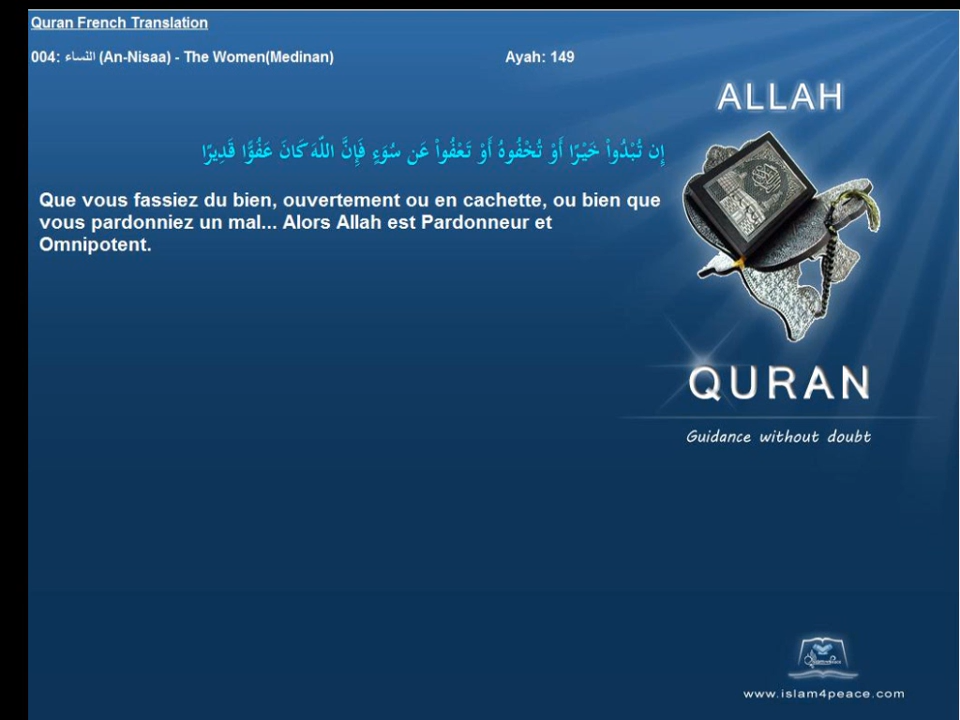 Quran French Translation
004: النساء (An-Nisaa) - The Women(Medinan) Ayah: 149
ALLAH
إِن تُبْدُواْ خَيْرًا أَوْ تُخْفُوهُ أَوْ تَعْفُواْ عَن سُوَءٍ فَإِنَّ اللّهَ كَانَ عَفُوًّا قَدِيرًا
Que vous fassiez du bien, ouvertement ou en cachette, ou bien que
vous pardonniez un mal... Alors Allah est Pardonneur et
Omnipotent.
QURAN
Guidance without doubt
www.islam4peace.com